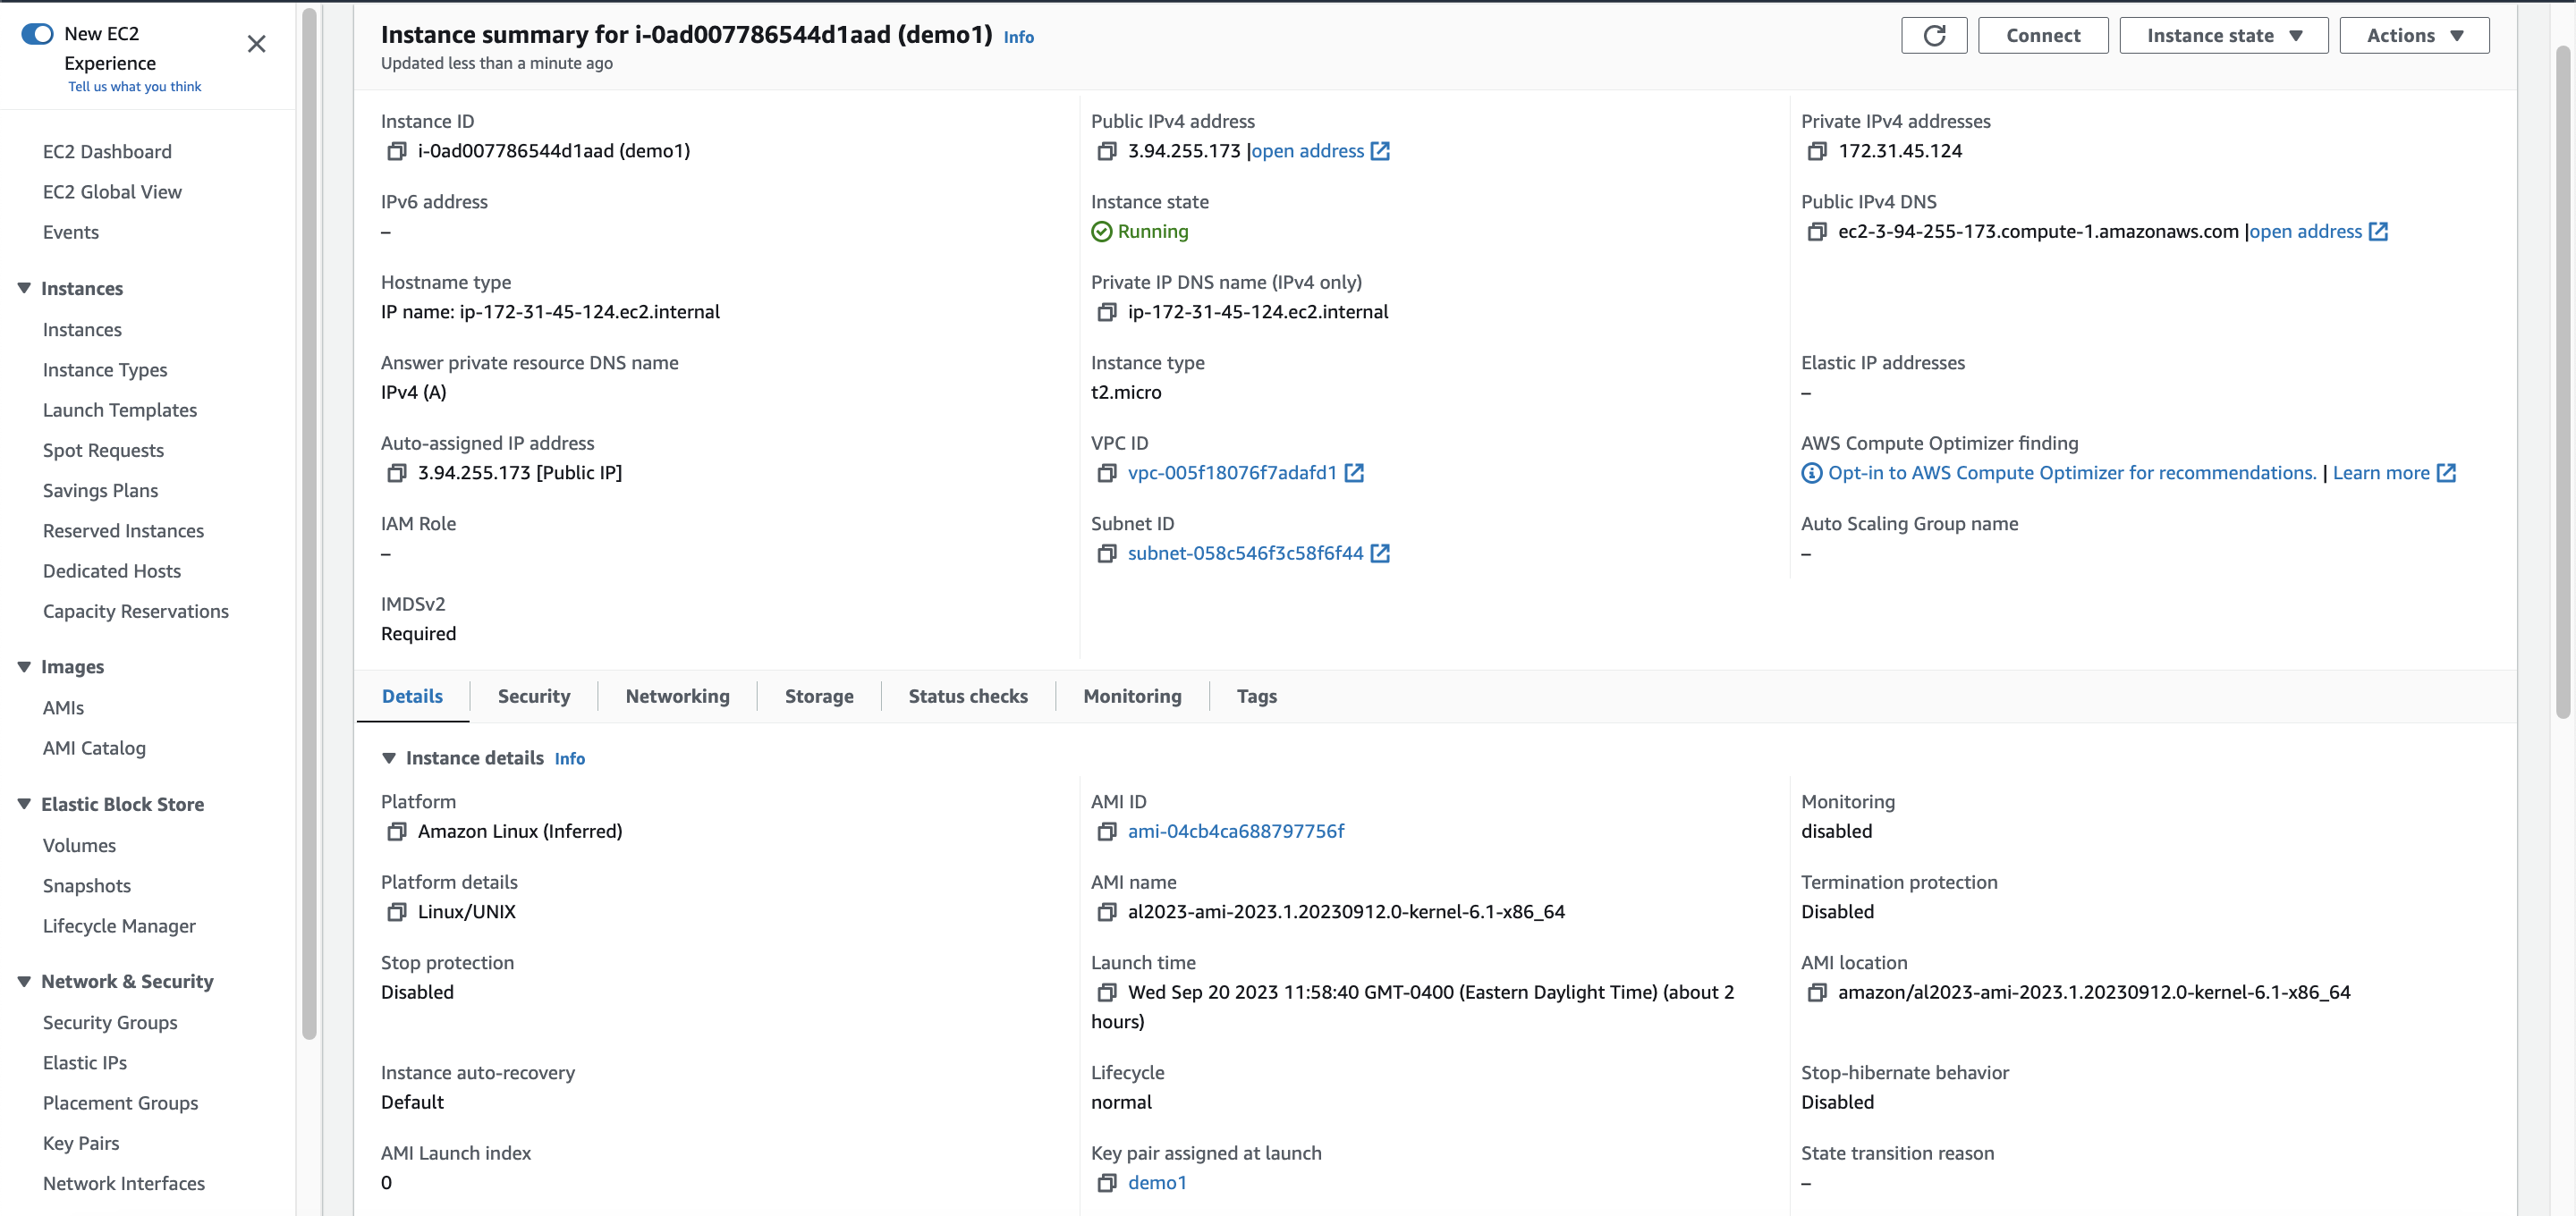 New EC2
Experience
Tell us what you think
EC2 Dashboard
EC2 Global View
Events
Instances
Instances
Instance Types
Launch Templates
Spot Requests
Savings Plans
Reserved Instances
Dedicated Hosts
Capacity Reservations
Images
AMIs
AMI Catalog
Elastic Block Store
Volumes
Snapshots
Lifecycle Manager
Network & Security
Security Groups
Elastic IPs
Placement Groups
Key Pairs
Network Interfaces
Instance summary for i-0ad007786544d1aad (demo1) Info
Updated less than a minute ago
Connect
Instance state
Actions
Instance ID
i-0ad007786544d1aad (demo1)
Public IPv4 address
3.94.255.173 |open address
Private IPv4 addresses
172.31.45.124
IPv6 address
–
Instance state
Running
Public IPv4 DNS
ec2-3-94-255-173.compute-1.amazonaws.com |open address
Hostname type
IP name: ip-172-31-45-124.ec2.internal
Private IP DNS name (IPv4 only)
ip-172-31-45-124.ec2.internal
Answer private resource DNS name
IPv4 (A)
Instance type
t2.micro
Elastic IP addresses
–
Auto-assigned IP address
3.94.255.173 [Public IP]
VPC ID
vpc-005f18076f7adafd1
AWS Compute Optimizer finding
Opt-in to AWS Compute Optimizer for recommendations. | Learn more
IAM Role
–
Subnet ID
subnet-058c546f3c58f6f44
Auto Scaling Group name
–
IMDSv2
Required
Details
Security
Networking
Storage
Status checks
Monitoring
Tags
Instance details Info
Platform
Amazon Linux (Inferred)
AMI ID
ami-04cb4ca688797756f
Monitoring
disabled
Platform details
Linux/UNIX
AMI name
al2023-ami-2023.1.20230912.0-kernel-6.1-x86_64
Termination protection
Disabled
Stop protection
Disabled
Launch time
Wed Sep 20 2023 11:58:40 GMT-0400 (Eastern Daylight Time) (about 2
hours)
AMI location
amazon/al2023-ami-2023.1.20230912.0-kernel-6.1-x86_64
Instance auto-recovery
Default
Lifecycle
normal
Stop-hibernate behavior
Disabled
AMI Launch index
0
Key pair assigned at launch
demo1
State transition reason
–